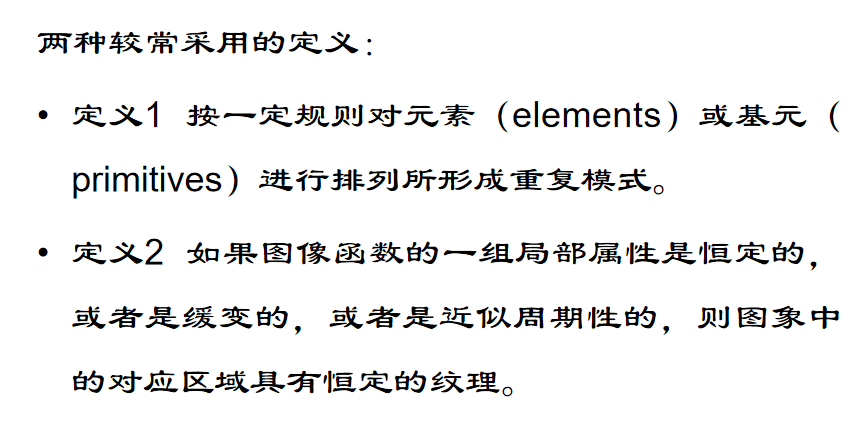 两种较常采用的定义：
• 定义1 按一定规则对元素（elements）或基元（
primitives）进行排列所形成重复模式。
• 定义2 如果图像函数的一组局部属性是恒定的，
或者是缓变的，或者是近似周期性的，则图象中
的对应区域具有恒定的纹理。